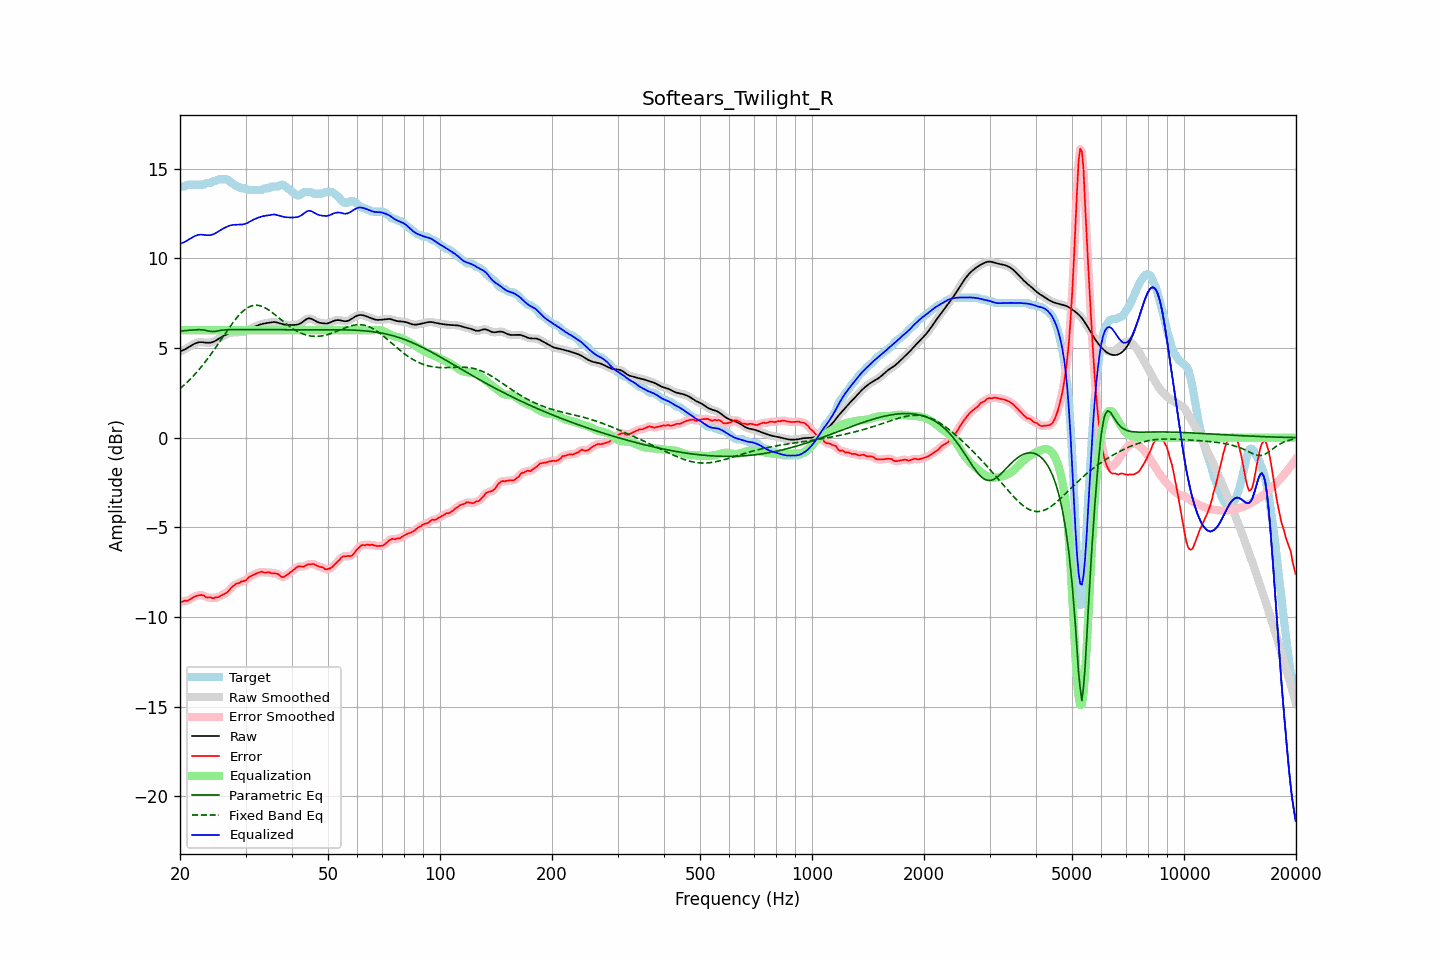 Softears_Twilight_R
15
10
5
0
−5
−10
−15
−20
Amplitude (dBr)
Target
Raw Smoothed
Error Smoothed
Raw
Error
Equalization
Parametric Eq
Fixed Band Eq
Equalized
20 50 100 200 500 1000 2000 5000 10000 20000
Frequency (Hz)